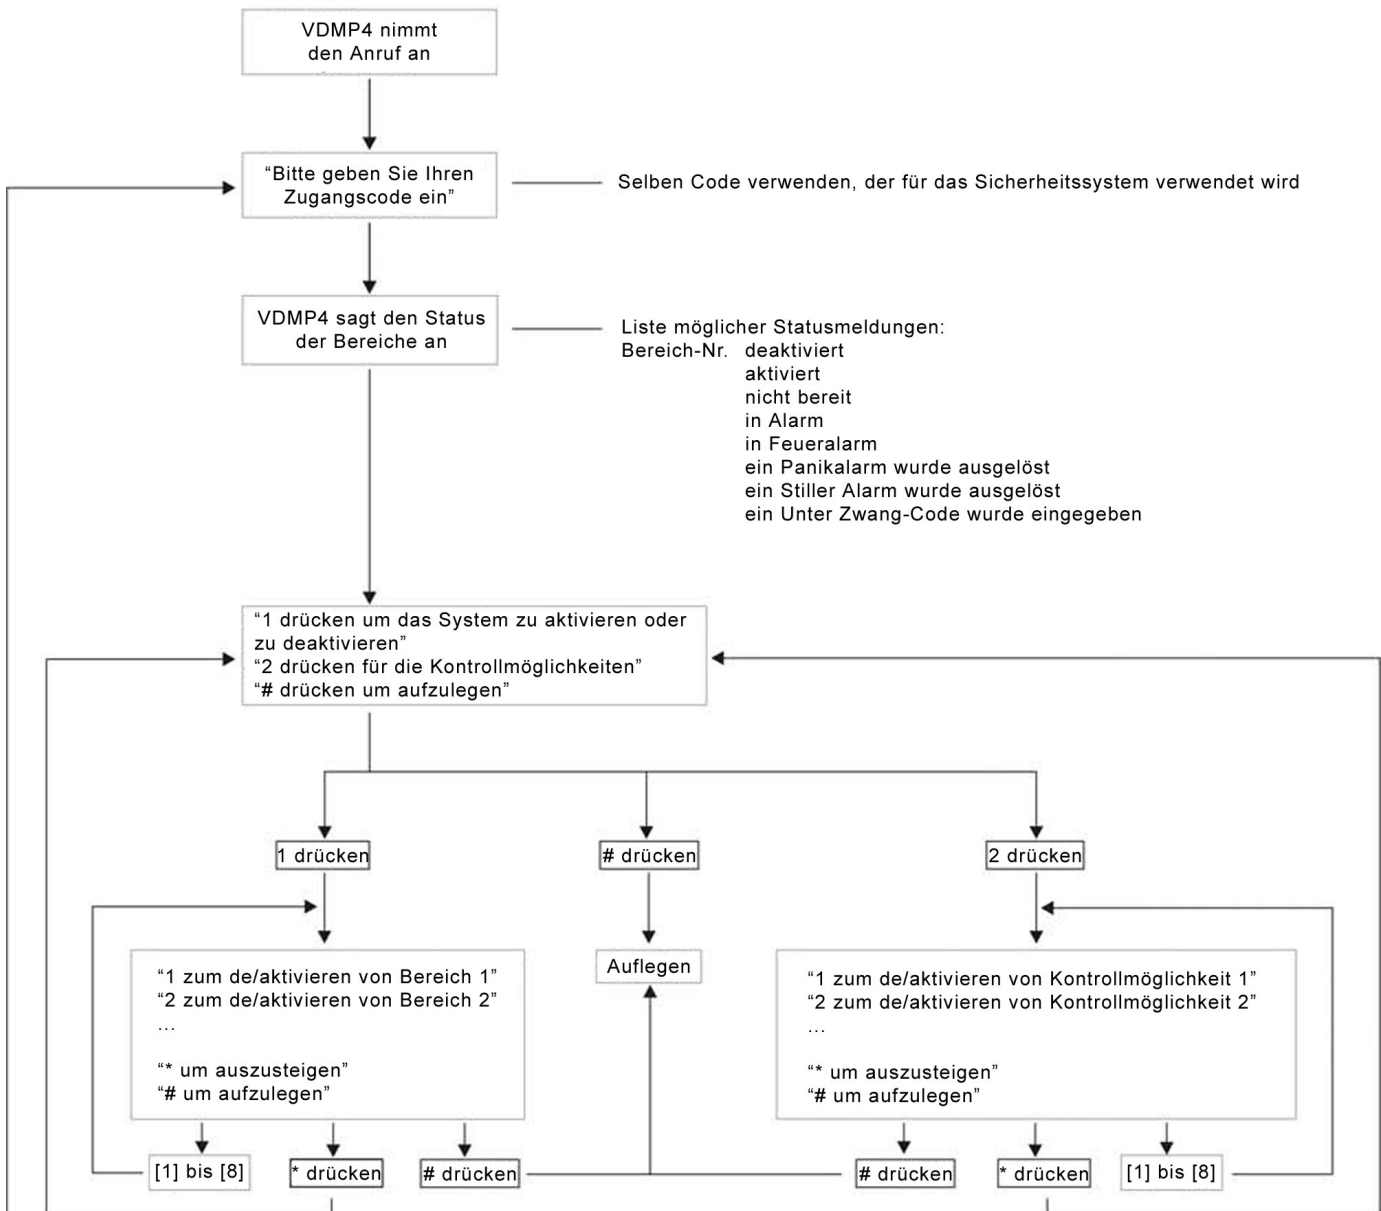 VDMP4 nimmt
den Anruf an
“Bitte geben Sie Ihren
Zugangscode ein”
Selben Code verwenden, der für das Sicherheitssystem verwendet wird
VDMP4 sagt den Status
der Bereiche an
Liste möglicher Statusmeldungen:
Bereich-Nr. deaktiviert
aktiviert
nicht bereit
in Alarm
in Feueralarm
ein Panikalarm wurde ausgelöst
ein Stiller Alarm wurde ausgelöst
ein Unter Zwang-Code wurde eingegeben
“1 drücken um das System zu aktivieren oder
zu deaktivieren”
“2 drücken für die Kontrollmöglichkeiten”
“# drücken um aufzulegen”
1 drücken
# drücken
2 drücken
“1 zum de/aktivieren von Bereich 1”
“2 zum de/aktivieren von Bereich 2”
...
“* um auszusteigen”
“# um aufzulegen”
Auflegen
“1 zum de/aktivieren von Kontrollmöglichkeit 1”
“2 zum de/aktivieren von Kontrollmöglichkeit 2”
...
“* um auszusteigen”
“# um aufzulegen”
[1] bis [8]
* drücken
# drücken
# drücken
* drücken
[1] bis [8]